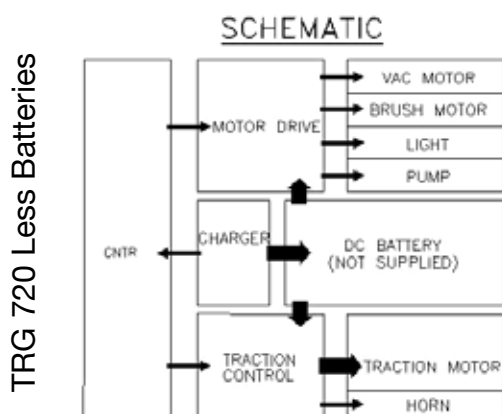 SCHEMATIC
TRG 720 Less Batteries
CNTR
MOTOR DRIVE
VAC MOTOR
BRUSH MOTOR
LIGHT
PUMP
CHARGER
DC BATTERY
(NOT SUPPLIED)
TRACTION
CONTROL
TRACTION MOTOR
HORN